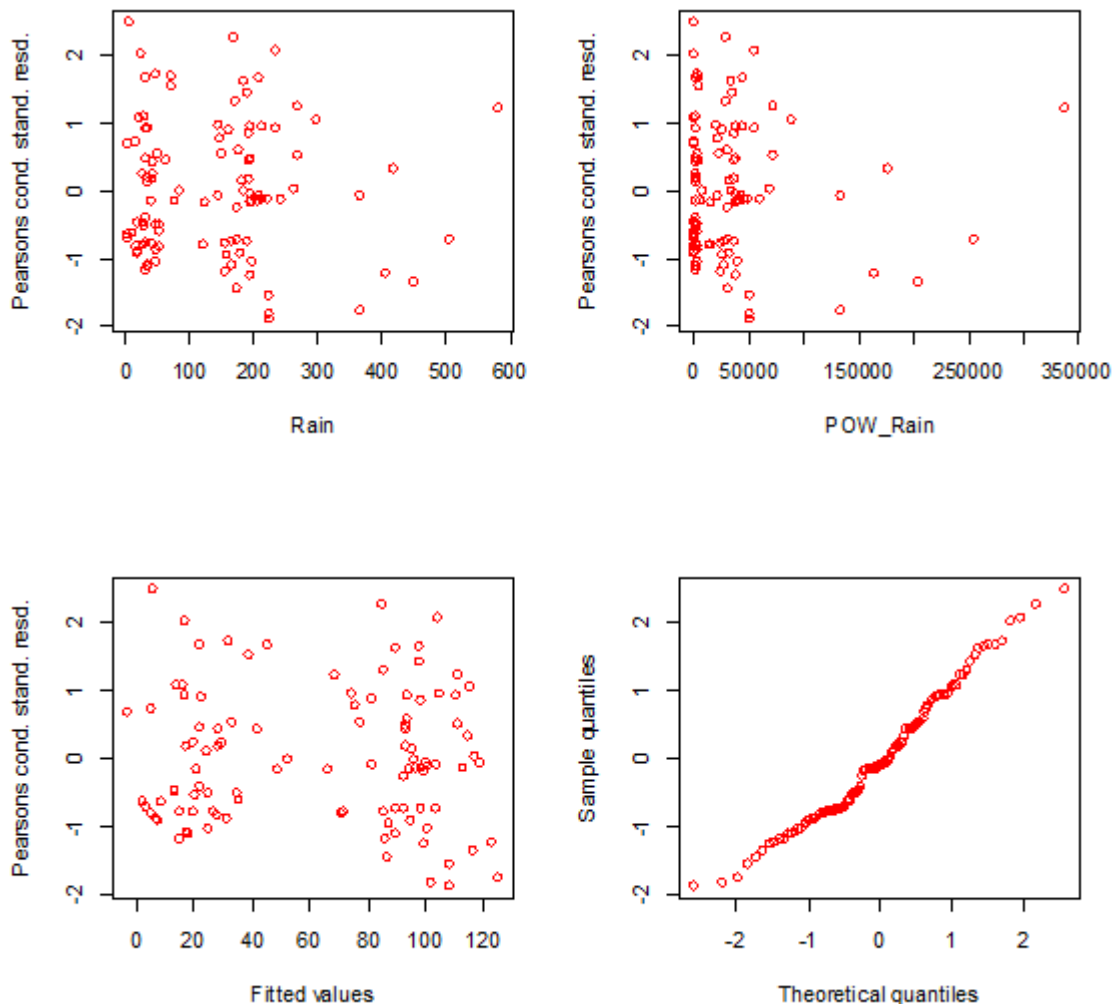 Pearsons cond. stand. resd.
2
1
0
-1
-2
0 100 200 300 400 500 600
Rain
Pearsons cond. stand. resd.
2
1
0
-1
-2
0 50000 150000 250000 350000
POW_Rain
Pearsons cond. stand. resd.
2
1
0
-1
-2
0 20 40 60 80 100 120
Fitted values
Sample quantiles
2
1
0
-1
-2
-2 -1 0 1 2
Theoretical quantiles